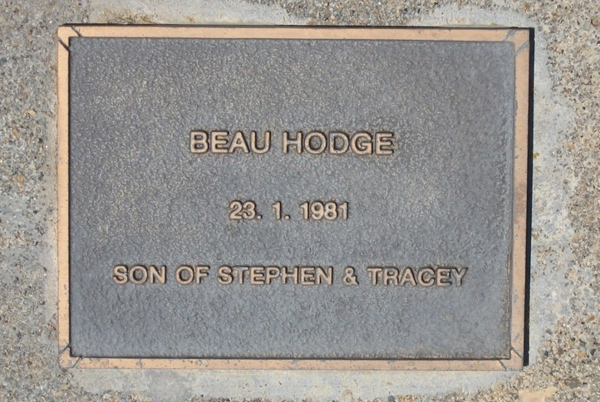 BEAU HODGE
23. 1. 1981
SON OF STEPHEN & TRACEY